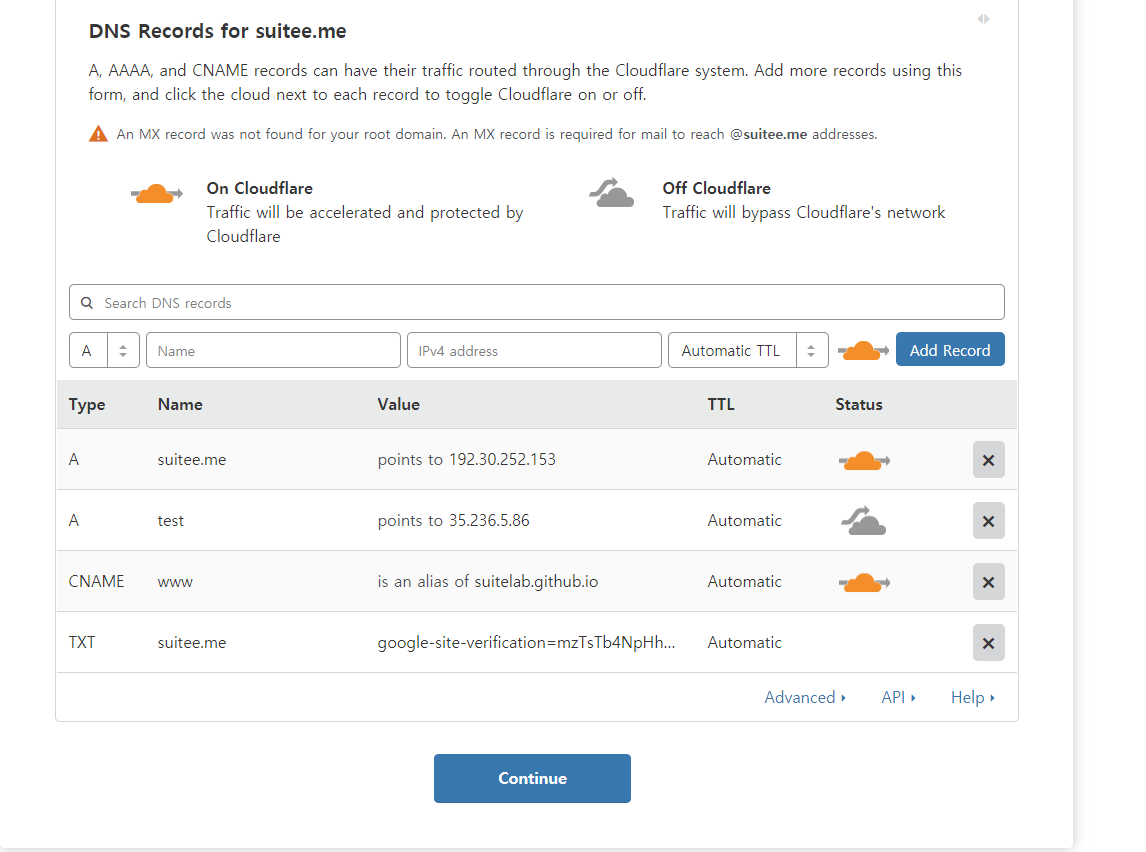 DNS Records for suitee.me
A, AAAA, and CNAME records can have their traffic routed through the Cloudflare system. Add more records using this
form, and click the cloud next to each record to toggle Cloudflare on or off.
An MX record was not found for your root domain. An MX record is required for mail to reach @suitee.me addresses.
On Cloudflare
Traffic will be accelerated and protected by
Cloudflare
Off Cloudflare
Traffic will bypass Cloudflare's network
Search DNS records
A Name IPv4 address Automatic TTL Add Record
Type Name Value TTL Status
A suitee.me points to 192.30.252.153 Automatic
A test points to 35.236.5.86 Automatic
CNAME www is an alias of suitelab.github.io Automatic
TXT suitee.me google-site-verification=mzTsTb4NpHh... Automatic
Advanced API Help
Continue